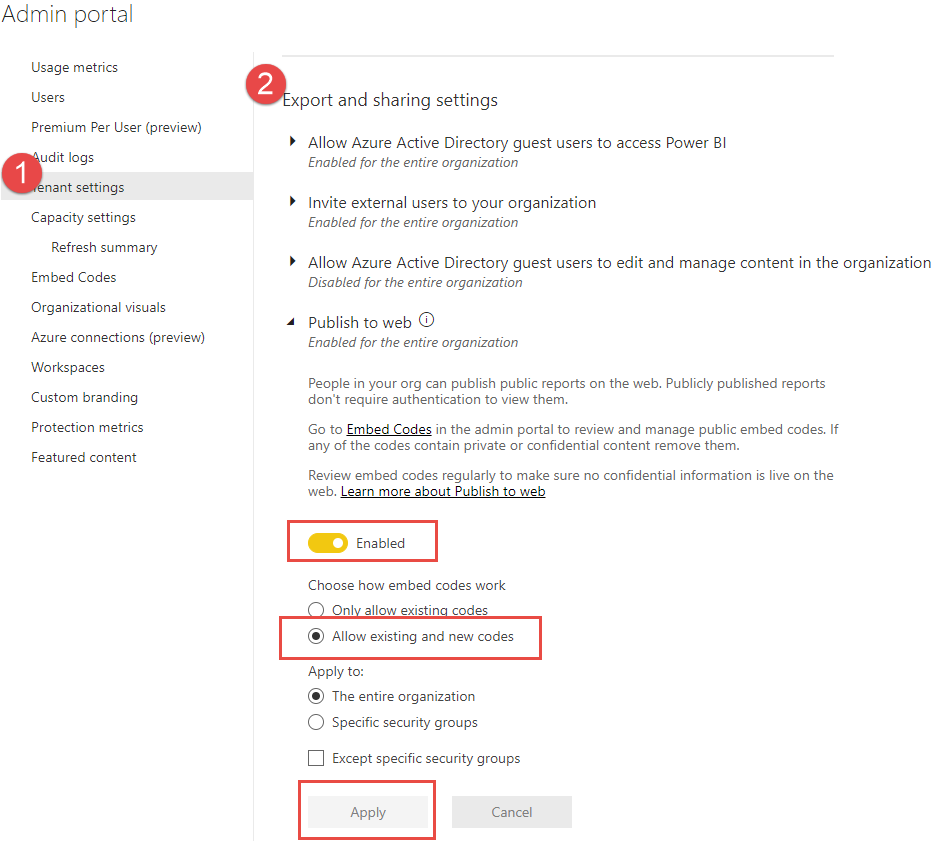 Admin portal
Usage metrics
Users
Premium Per User (preview)
Audit logs
1
Tenant settings
Capacity settings
Refresh summary
Embed Codes
Organizational visuals
Azure connections (preview)
Workspaces
Custom branding
Protection metrics
Featured content
2
Export and sharing settings
Allow Azure Active Directory guest users to access Power BI
Enabled for the entire organization
Invite external users to your organization
Enabled for the entire organization
Allow Azure Active Directory guest users to edit and manage content in the organization
Disabled for the entire organization
Publish to web
Enabled for the entire organization
People in your org can publish public reports on the web. Publicly published reports
don't require authentication to view them.
Go to Embed Codes in the admin portal to review and manage public embed codes. If
any of the codes contain private or confidential content remove them.
Review embed codes regularly to make sure no confidential information is live on the
web. Learn more about Publish to web
Enabled
Choose how embed codes work
Only allow existing codes
Allow existing and new codes
Apply to:
The entire organization
Specific security groups
Except specific security groups
Apply
Cancel